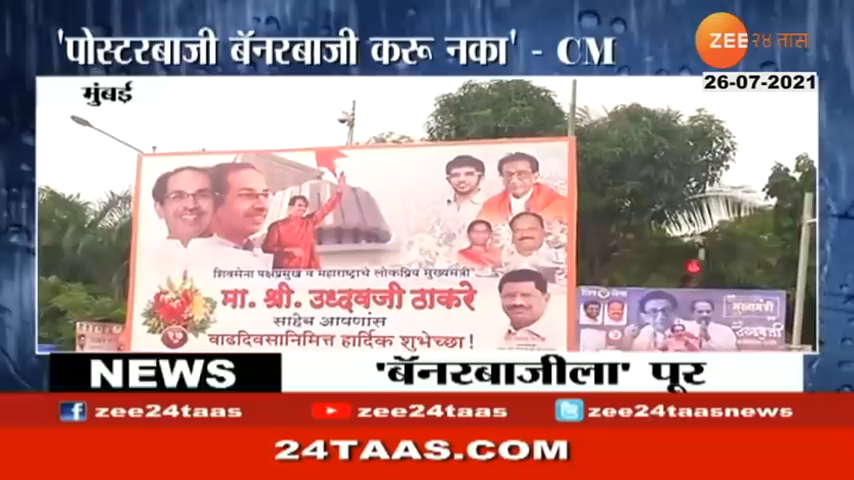 'पोस्टरबाजी बॅनरबाजी करू नका' - CM
ZEE २४ तास
26-07-2021
मुंबई
शिवसेना पक्षप्रमुख व महाराष्ट्राचे लोकप्रिय मुख्यमंत्री
मा. श्री. उध्दवजी ठाकरे
साहेब आपणांस
वाढदिवसानिमित्त हार्दिक शुभेच्छा!
NEWS
'बॅनरबाजीला' पूर
zee24taas
zee24taas
zee24taasnews
24TAAS.COM